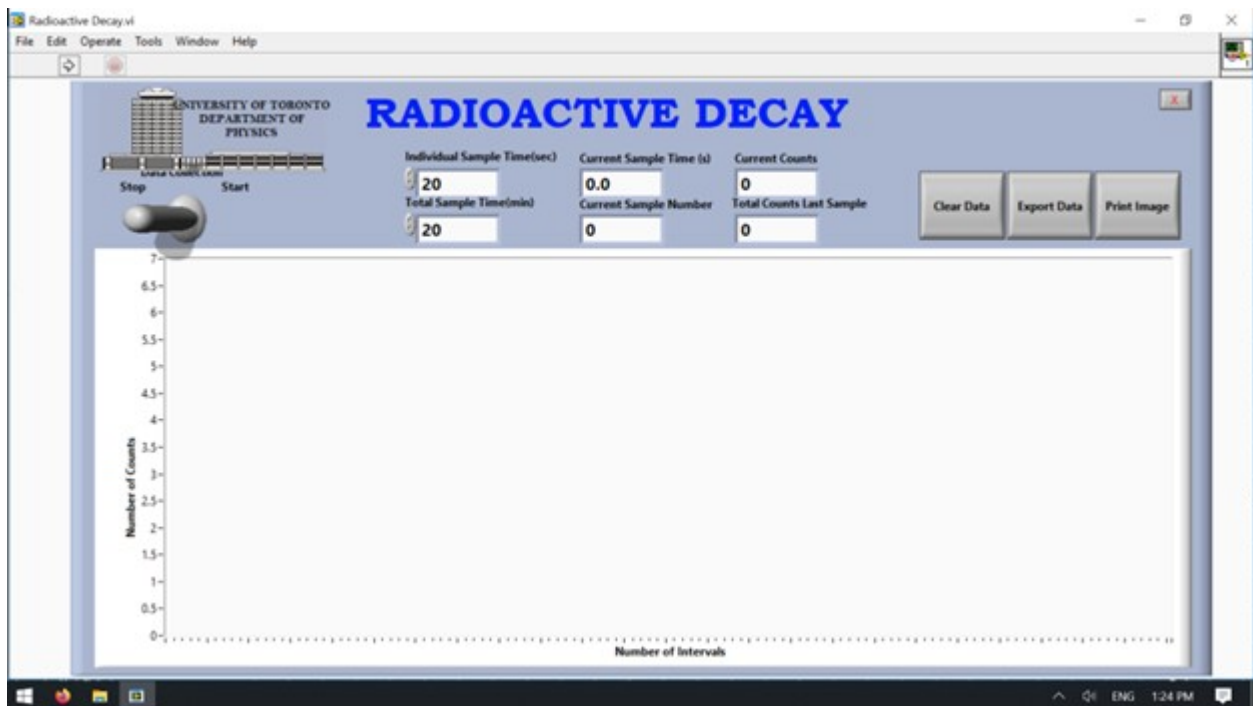 Radioactive Decay.vi
File Edit Operate Tools Window Help
UNIVERSITY OF TORONTO
DEPARTMENT OF
PHYSICS
RADIOACTIVE DECAY
X
Data Collection
Stop Start
Individual Sample Time(sec) Current Sample Time (s) Current Counts
20 0.0 0
Total Sample Time(min) Current Sample Number Total Counts Last Sample
20 0 0
Clear Data Export Data Print Image
7
6.5
6
5.5
5
4.5
4
3.5
3
2.5
2
1.5
1
0.5
0
Number of Counts
Number of Intervals
ENG 1:24 PM